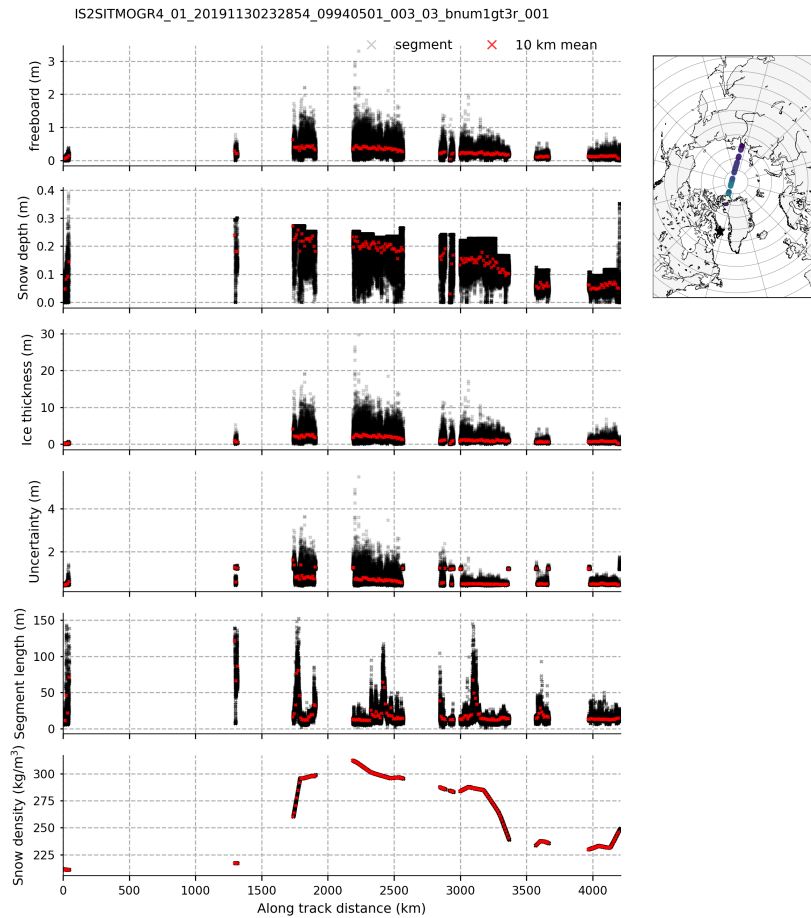 IS2SITMOGR4_01_20191130232854_09940501_003_03_bnum1gt3r_001
segment 10 km mean
freeboard (m)
3
2
1
0
Snow depth (m)
0.4
0.3
0.2
0.1
0.0
Ice thickness (m)
30
20
10
0
Uncertainty (m)
4
2
Segment length (m)
150
100
50
0
Snow density (kg/m³)
300
275
250
225
0 500 1000 1500 2000 2500 3000 3500 4000
Along track distance (km)